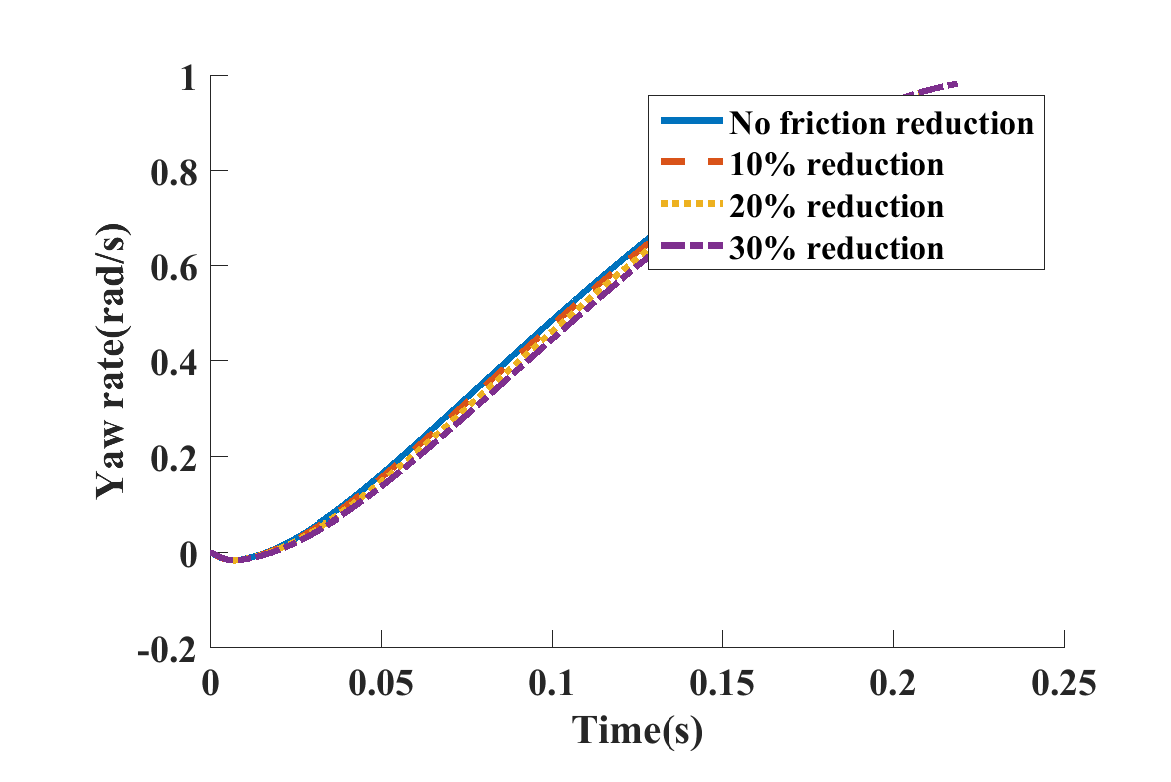 1
0.8
0.6
0.4
0.2
0
-0.2
Yaw rate(rad/s)
No friction reduction
10% reduction
20% reduction
30% reduction
0 0.05 0.1 0.15 0.2 0.25
Time(s)